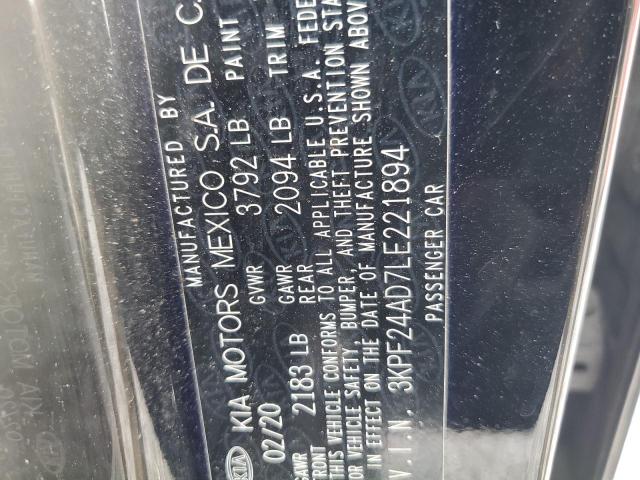 MANUFACTURED BY
KIA KIA MOTORS MEXICO S.A. DE C.
02/20 GVWR 3792 LB PAINT
GAWR GAWR
FRONT 2183 LB REAR 2094 LB TRIM
THIS VEHICLE CONFORMS TO ALL APPLICABLE U.S.A. FEDE
OR VEHICLE SAFETY, BUMPER, AND THEFT PREVENTION STA
IN EFFECT ON THE DATE OF MANUFACTURE SHOWN ABOV
V.I.N. 3KPF24AD7LE221894
PASSENGER CAR